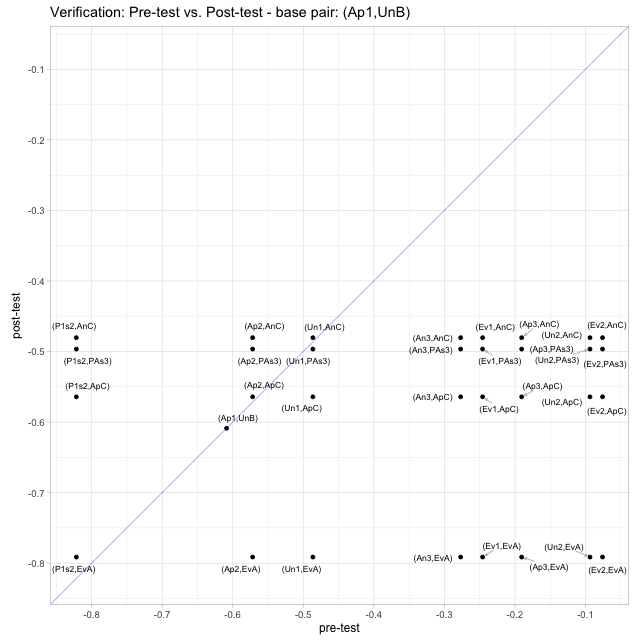 Verification: Pre-test vs. Post-test - base pair: (Ap1,UnB)
-0.1
-0.2
-0.3
-0.4
(P1s2,AnC) (Ap2,AnC) (Un1,AnC) (Ev1,AnC) (Ap3,AnC) (Ev2,AnC)
(An3,AnC) (Un2,AnC)
-0.5
(An3,PAs3) (Ap3,PAs3)
(P1s2,PAs3) (Ap2,PAs3) (Un1,PAs3) (Ev1,PAs3) (Un2,PAs3) (Ev2,PAs3)
(P1s2,ApC) (Ap2,ApC) (Ap3,ApC)
(An3,ApC) (Un2,ApC)
(Un1,ApC) (Ev1,ApC) (Ev2,ApC)
(Ap1,UnB)
-0.6
-0.7
(Ev1,EvA) (Un2,EvA)
(An3,EvA)
-0.8
(P1s2,EvA) (Ap2,EvA) (Un1,EvA) (Ap3,EvA) (Ev2,EvA)
post-test
-0.8 -0.7 -0.6 -0.5 -0.4 -0.3 -0.2 -0.1
pre-test